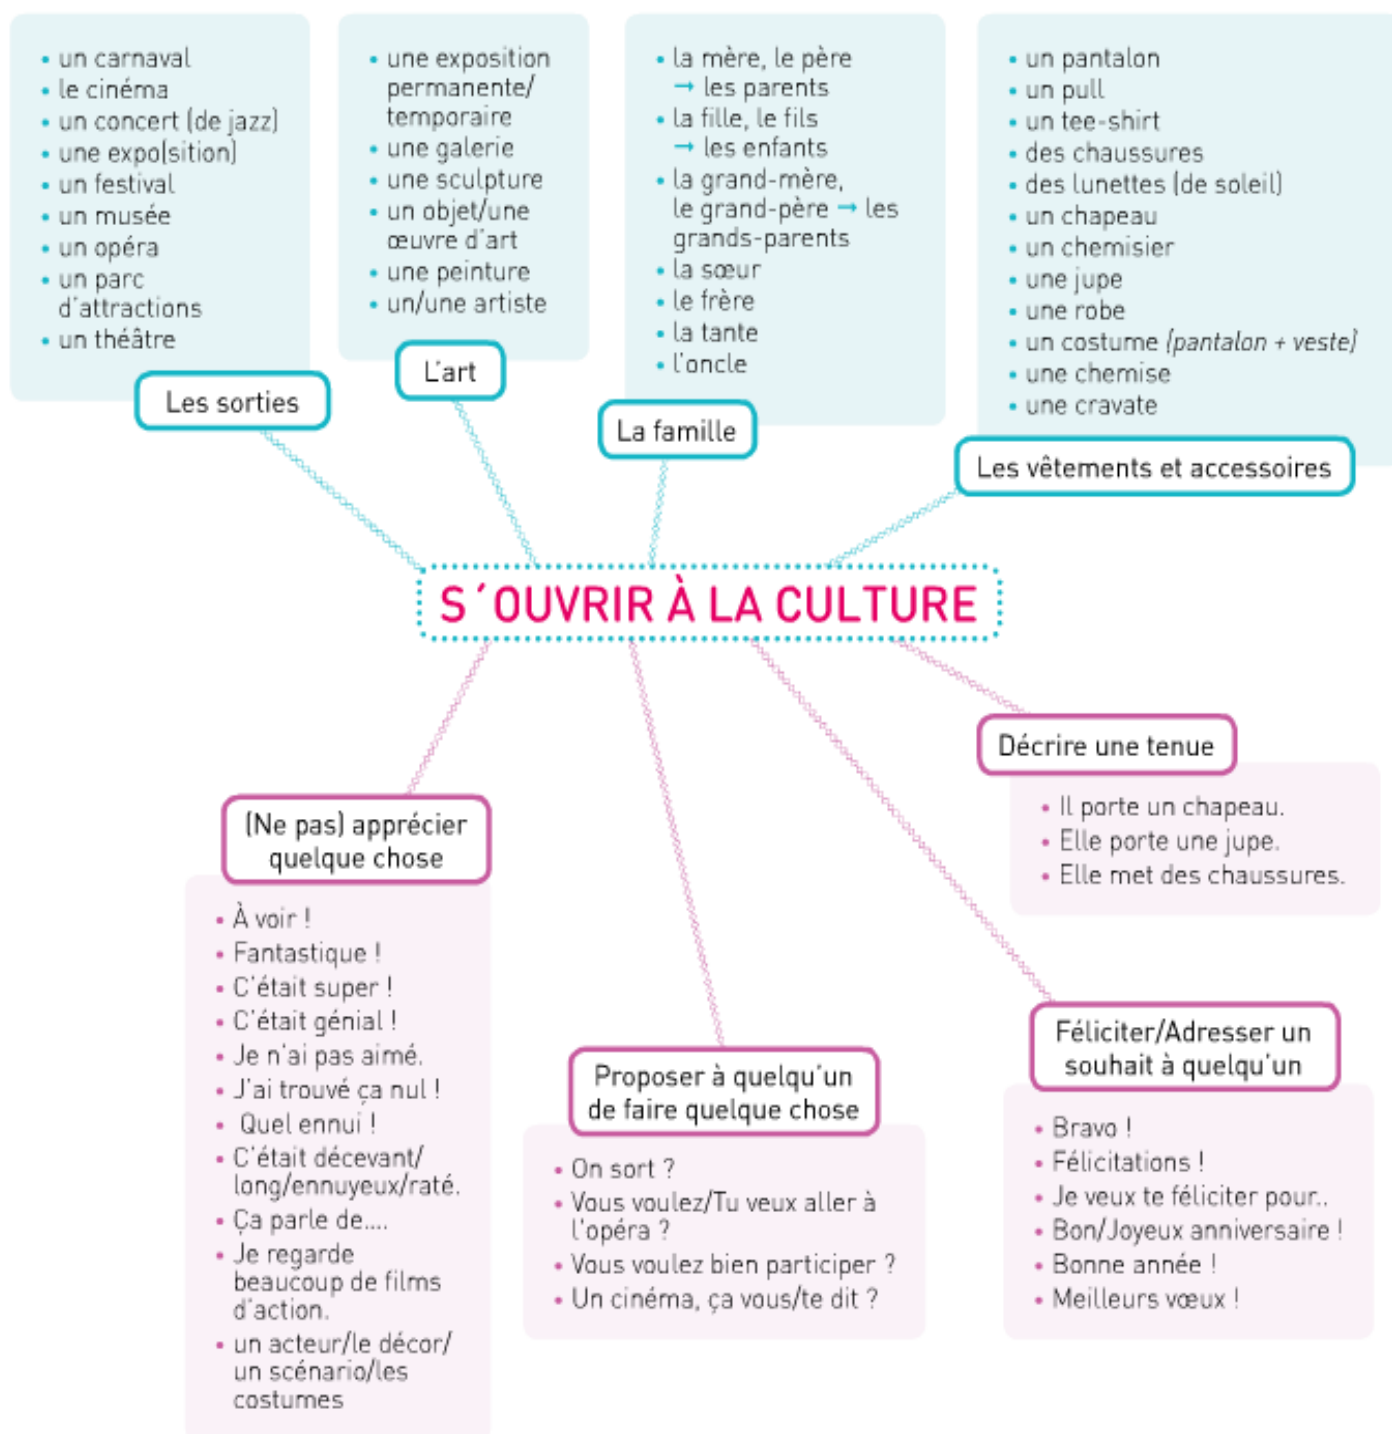 • un carnaval
• le cinéma
• un concert (de jazz)
• une expo(sition)
• un festival
• un musée
• un opéra
• un parc
d'attractions
• un théâtre
Les sorties
• une exposition
permanente/
temporaire
• une galerie
• une sculpture
• un objet/une
œuvre d'art
• une peinture
• un/une artiste
L'art
• la mère, le père
→ les parents
• la fille, le fils
→ les enfants
• la grand-mère,
le grand-père → les
grands-parents
• la sœur
• le frère
• la tante
• l'oncle
La famille
• un pantalon
• un pull
• un tee-shirt
• des chaussures
• des lunettes (de soleil)
• un chapeau
• un chemisier
• une jupe
• une robe
• un costume (pantalon + veste)
• une chemise
• une cravate
Les vêtements et accessoires
S´OUVRIR À LA CULTURE
(Ne pas) apprécier
quelque chose
• À voir !
• Fantastique !
• C'était super !
• C'était génial !
• Je n'ai pas aimé.
• J'ai trouvé ça nul !
• Quel ennui !
• C'était décevant/
long/ennuyeux/raté.
• Ça parle de....
• Je regarde
beaucoup de films
d'action.
• un acteur/le décor/
un scénario/les
costumes
Proposer à quelqu'un
de faire quelque chose
• On sort ?
• Vous voulez/Tu veux aller à
l'opéra ?
• Vous voulez bien participer ?
• Un cinéma, ça vous/te dit ?
Décrire une tenue
• Il porte un chapeau.
• Elle porte une jupe.
• Elle met des chaussures.
Féliciter/Adresser un
souhait à quelqu'un
• Bravo !
• Félicitations !
• Je veux te féliciter pour..
• Bon/Joyeux anniversaire !
• Bonne année !
• Meilleurs vœux !